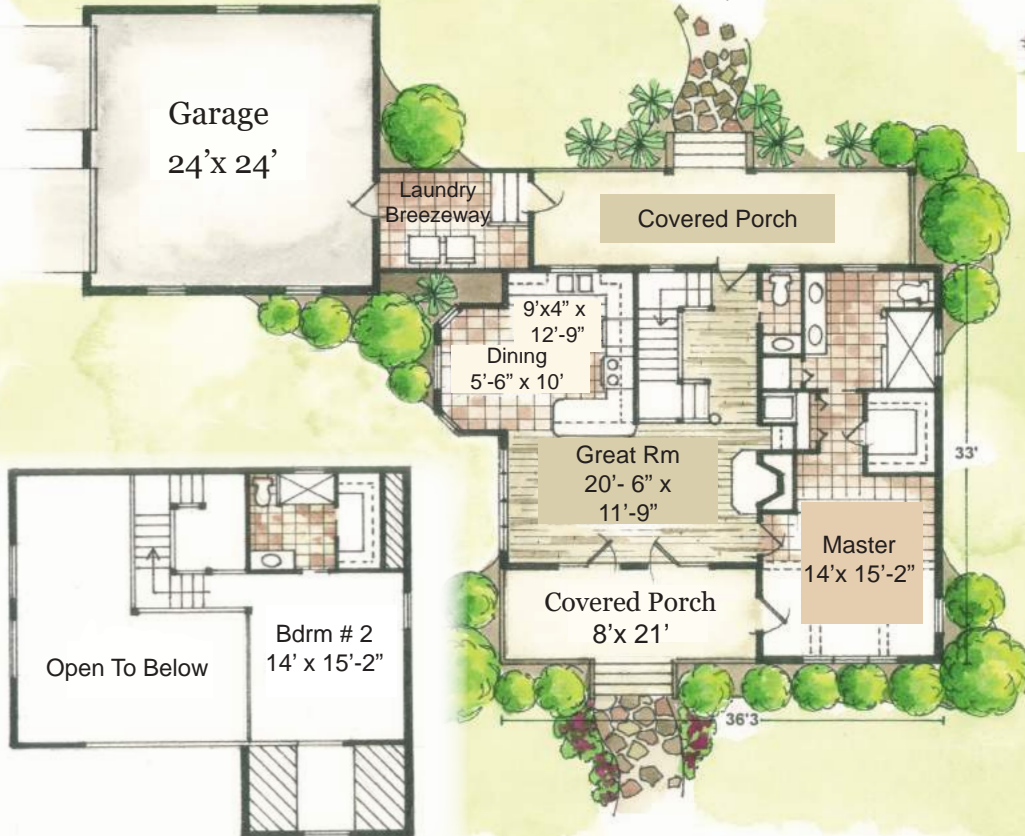 Garage
24’x 24’
Laundry
Breezeway
Covered Porch
9’x4” x
12’-9”
Dining
5’-6” x 10’
Great Rm
20’- 6” x
11’-9”
33'
Master
14’x 15’-2”
Covered Porch
8’x 21’
36'3
Open To Below
Bdrm # 2
14’ x 15’-2”